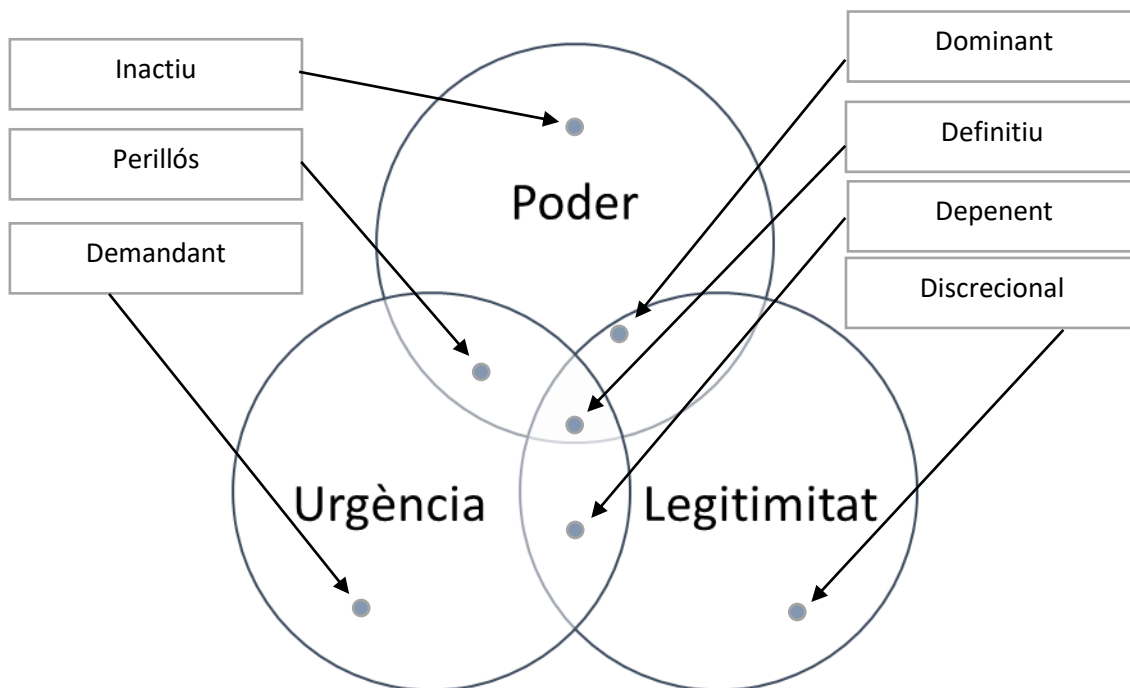 Inactiu
Perillós
Demandant
Poder
Urgència
Legitimitat
Dominant
Definitiu
Depenent
Discrecional